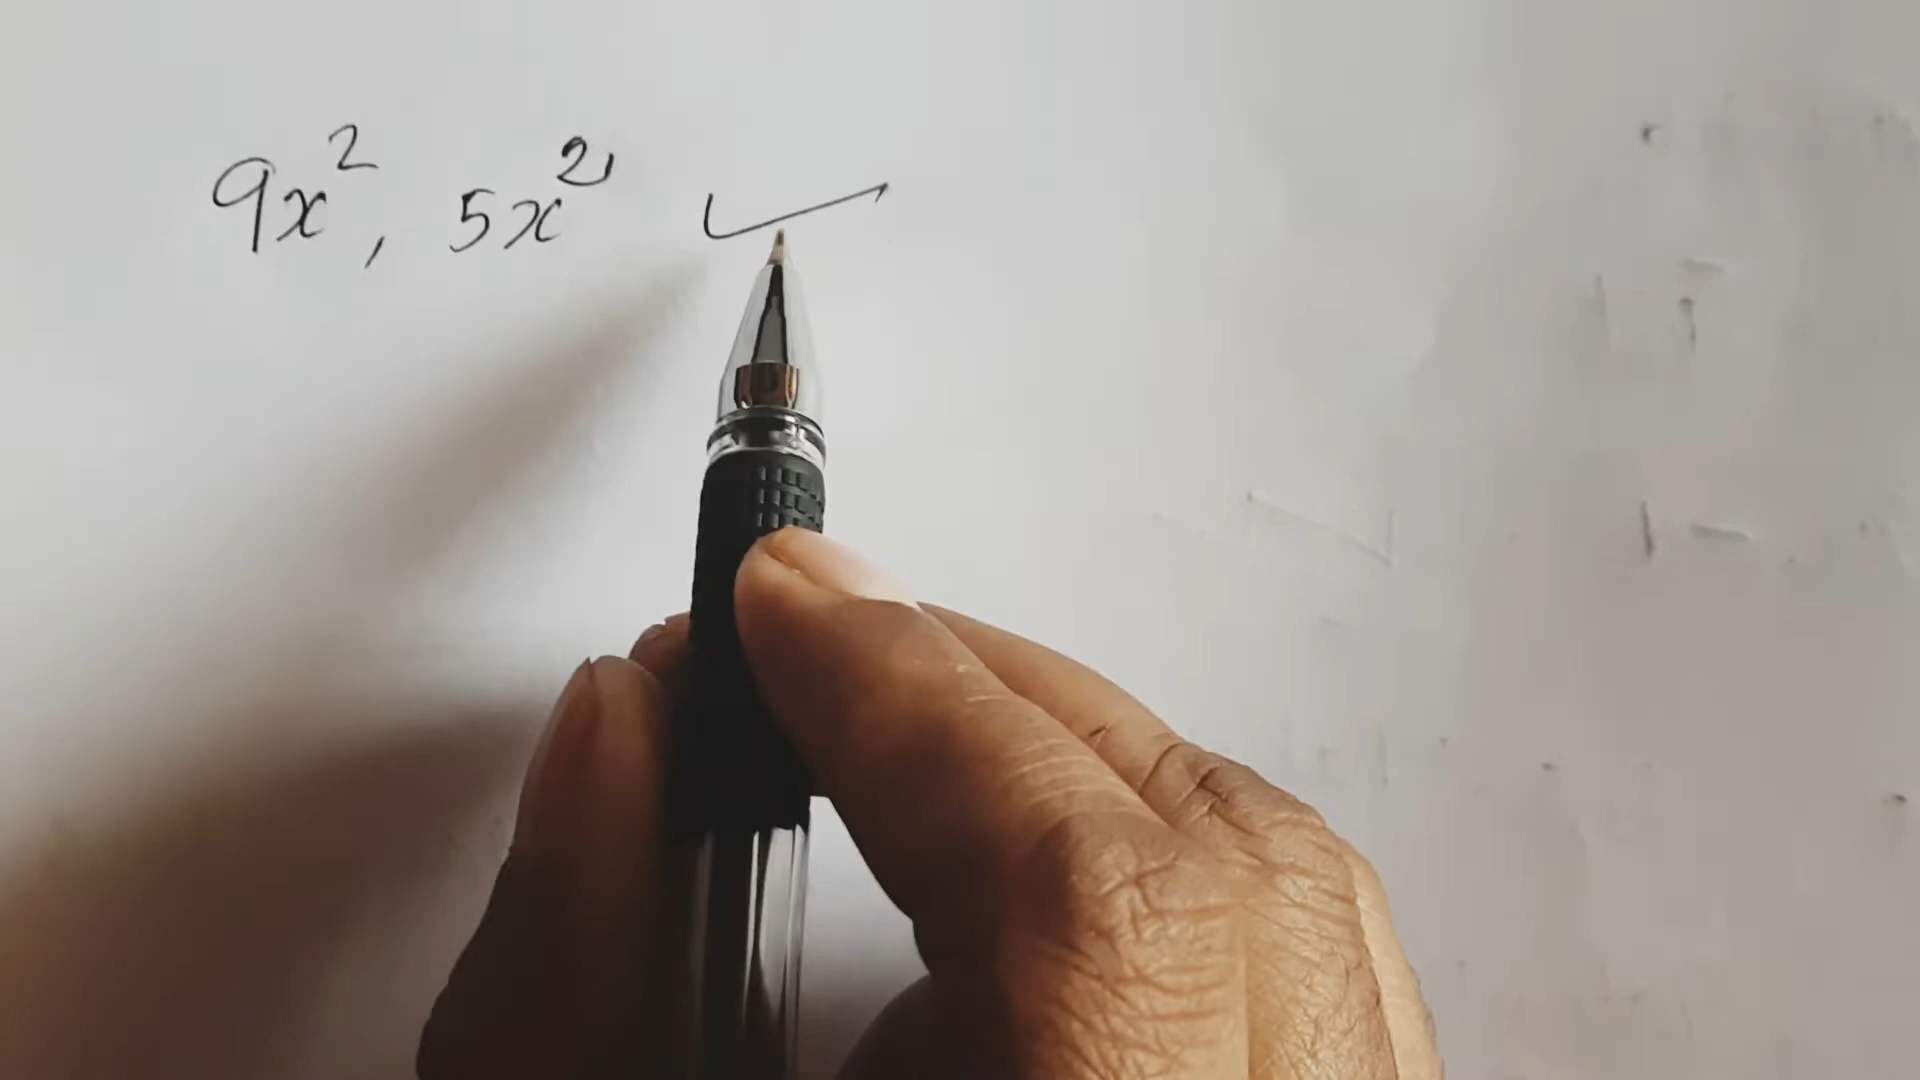 9x², 5x² ✓